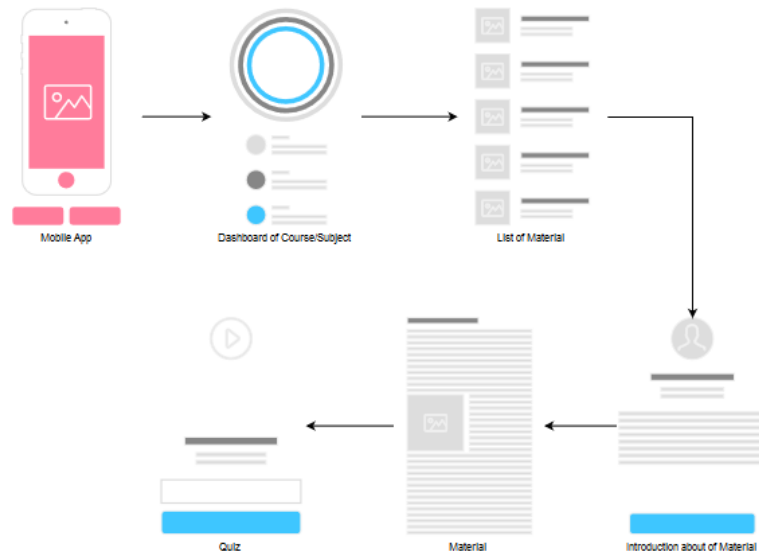 Mobile App
Dashboard of Course/Subject
List of Material
Quiz
Material
Introduction about of Material